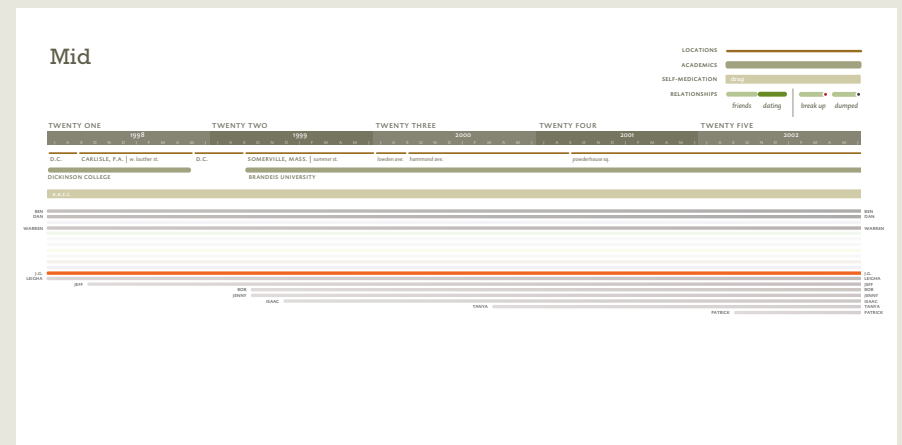 Mid
LOCATIONS
ACADEMICS
SELF-MEDICATION drug
RELATIONSHIPS
friends dating break up dumped
TWENTY ONE TWENTY TWO TWENTY THREE TWENTY FOUR TWENTY FIVE
1998 1999 2000 2001 2002
D.C. CARLISLE, P.A. | w. louther st. D.C. SOMERVILLE, MASS. | summer st. lowden ave. hammond ave. powderhouse sq.
DICKINSON COLLEGE BRANDEIS UNIVERSITY
BEN BEN
DAN DAN
WARREN WARREN
J.G. J.G.
LEIGHA LEIGHA
JEFF JEFF
BOB BOB
JENNY JENNY
ISAAC ISAAC
TANYA TANYA
PATRICK PATRICK